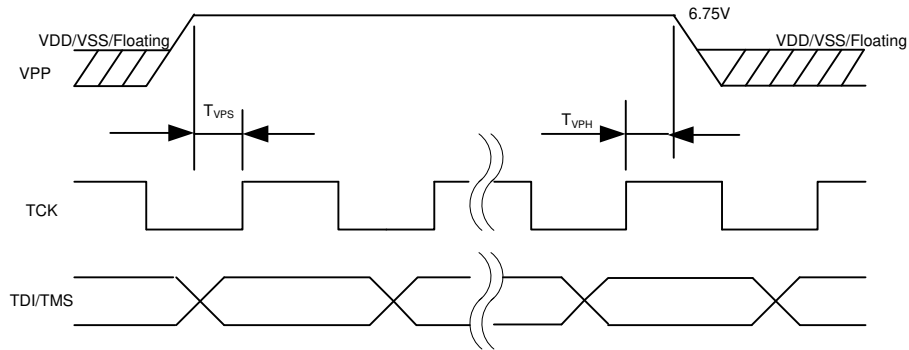 6.75V
VDD/VSS/Floating
VDD/VSS/Floating
VPP
TVPS
TVPH
TCK
TDI/TMS